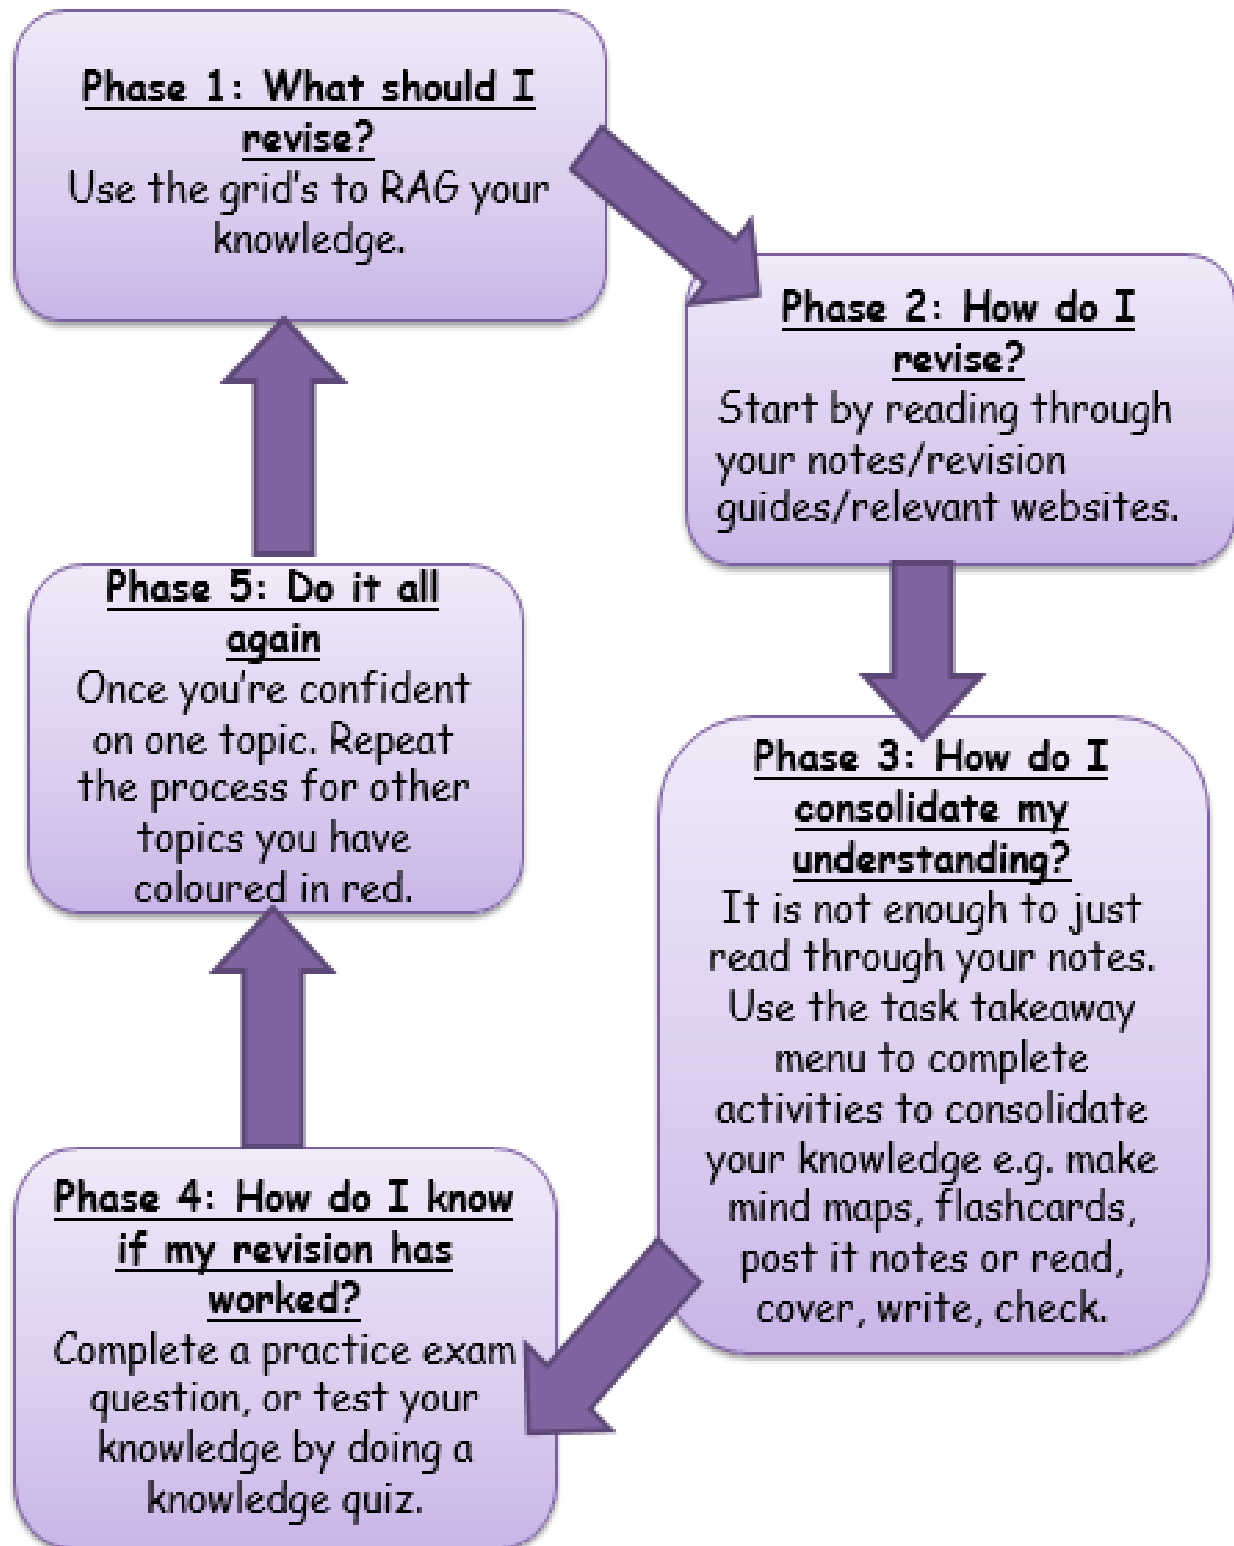 Phase 1: What should I
revise?
Use the grid's to RAG your
knowledge.
Phase 2: How do I
revise?
Start by reading through
your notes/revision
guides/relevant websites.
Phase 3: How do I
consolidate my
understanding?
It is not enough to just
read through your notes.
Use the task takeaway
menu to complete
activities to consolidate
your knowledge e.g. make
mind maps, flashcards,
post it notes or read,
cover, write, check.
Phase 4: How do I know
if my revision has
worked?
Complete a practice exam
question, or test your
knowledge by doing a
knowledge quiz.
Phase 5: Do it all
again
Once you're confident
on one topic. Repeat
the process for other
topics you have
coloured in red.